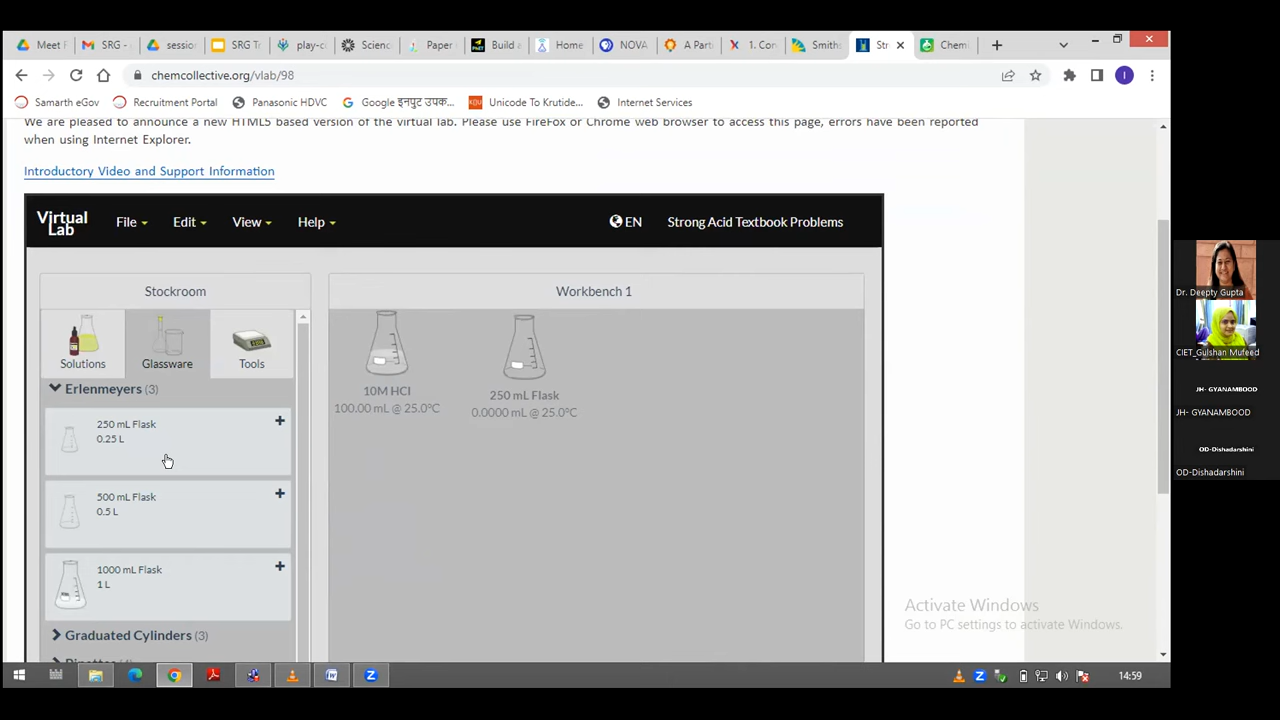 Meet F
SRG -
sessio
SRG Tr
play-c
Scienc
Paper
Build a
Home
NOVA
A Part
1. Con
Smiths
Str
Chemi
chemcollective.org/vlab/98
Samarth eGov
Recruitment Portal
Panasonic HDVC
Google इनपुट उपक...
Unicode To Krutide...
Internet Services
We are pleased to announce a new HTML5 based version of the virtual lab. Please use FireFox or Chrome web browser to access this page, errors have been reported
when using Internet Explorer.
Introductory Video and Support Information
Virtual
Lab
File
Edit
View
Help
EN
Strong Acid Textbook Problems
Stockroom
Workbench 1
Solutions
Glassware
Tools
Erlenmeyers (3)
250 mL Flask
0.25 L
500 mL Flask
0.5 L
1000 mL Flask
1 L
Graduated Cylinders (3)
10M HCl
100.00 mL @ 25.0°C
250 mL Flask
0.0000 mL @ 25.0°C
Activate Windows
Go to PC settings to activate Windows.
14:59
Dr. Deepty Gupta
CIET_Gulshan Mufeed
JH- GYANAMBOOD
JH- GYANAMBOOD
OD-Dishadarshini
OD-Dishadarshini